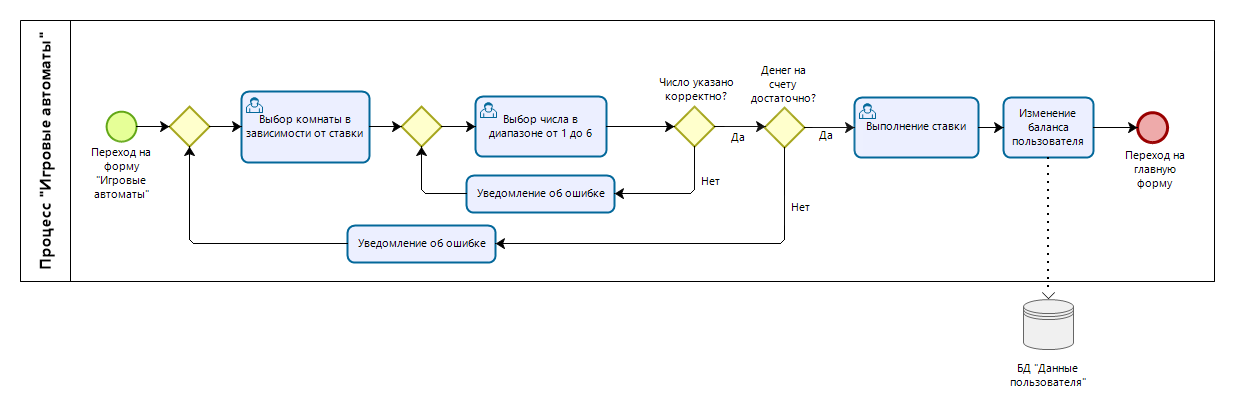 Процесс "Игровые автоматы"
Переход на
форму
"Игровые
автоматы"
Выбор комнаты в
зависимости от ставки
Выбор числа в
диапазоне от 1 до 6
Число указано
корректно?
Да
Нет
Уведомление об ошибке
Денег на
счету
достаточно?
Да
Нет
Уведомление об ошибке
Выполнение ставки
Изменение
баланса
пользователя
Переход на
главную
форму
БД "Данные
пользователя"